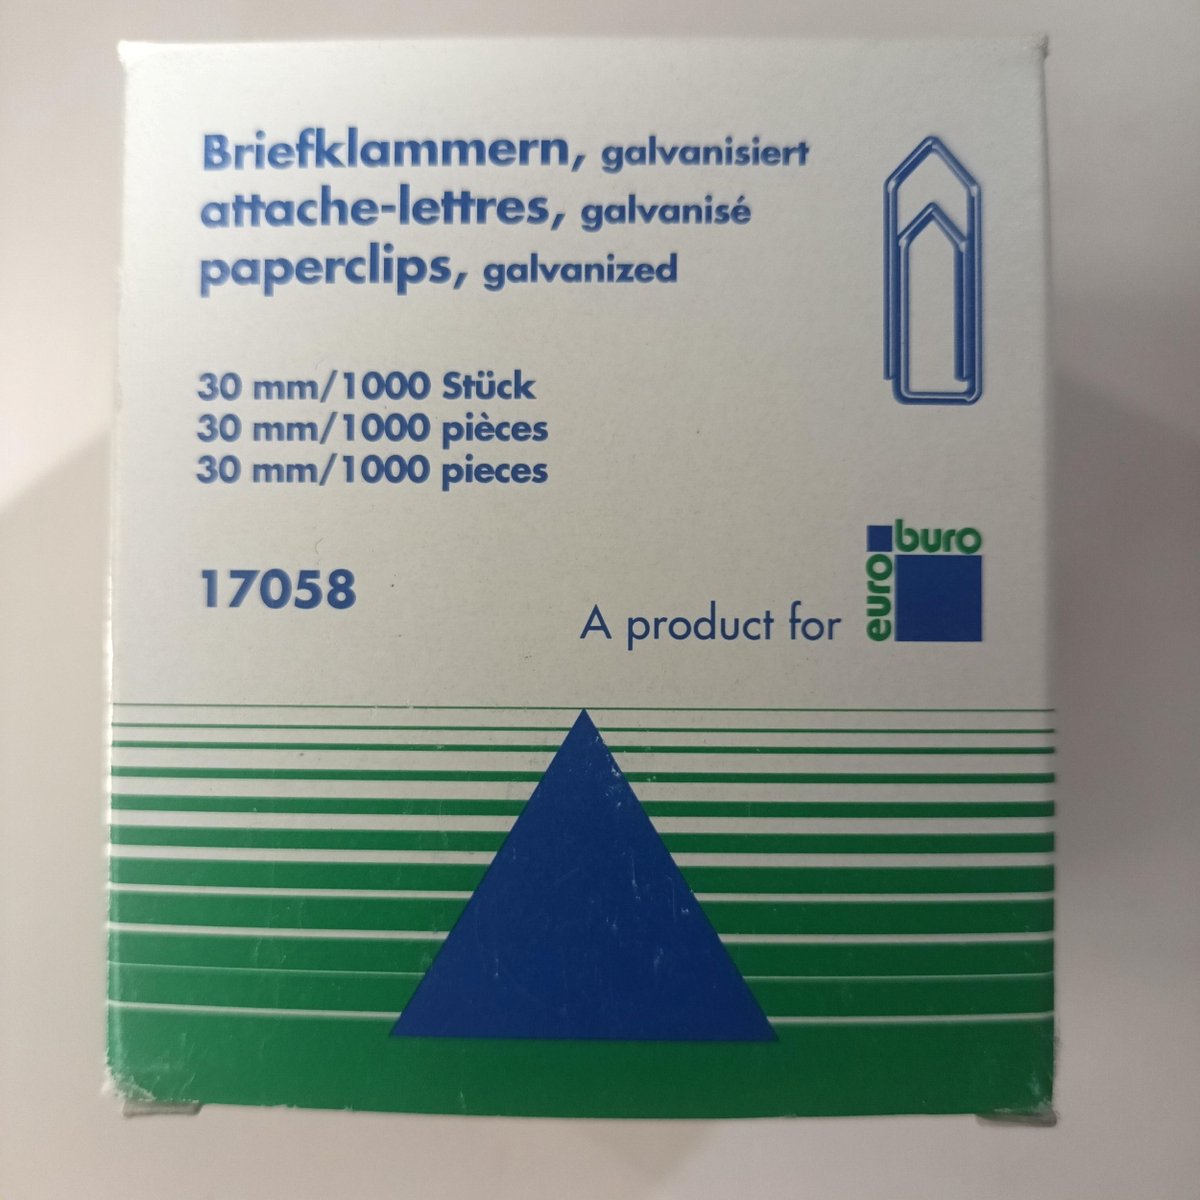 Briefklammern, galvanisiert
attache-lettres, galvanisé
paperclips, galvanized
30 mm/1000 Stück
30 mm/1000 pièces
30 mm/1000 pieces
17058
A product for
euro
buro